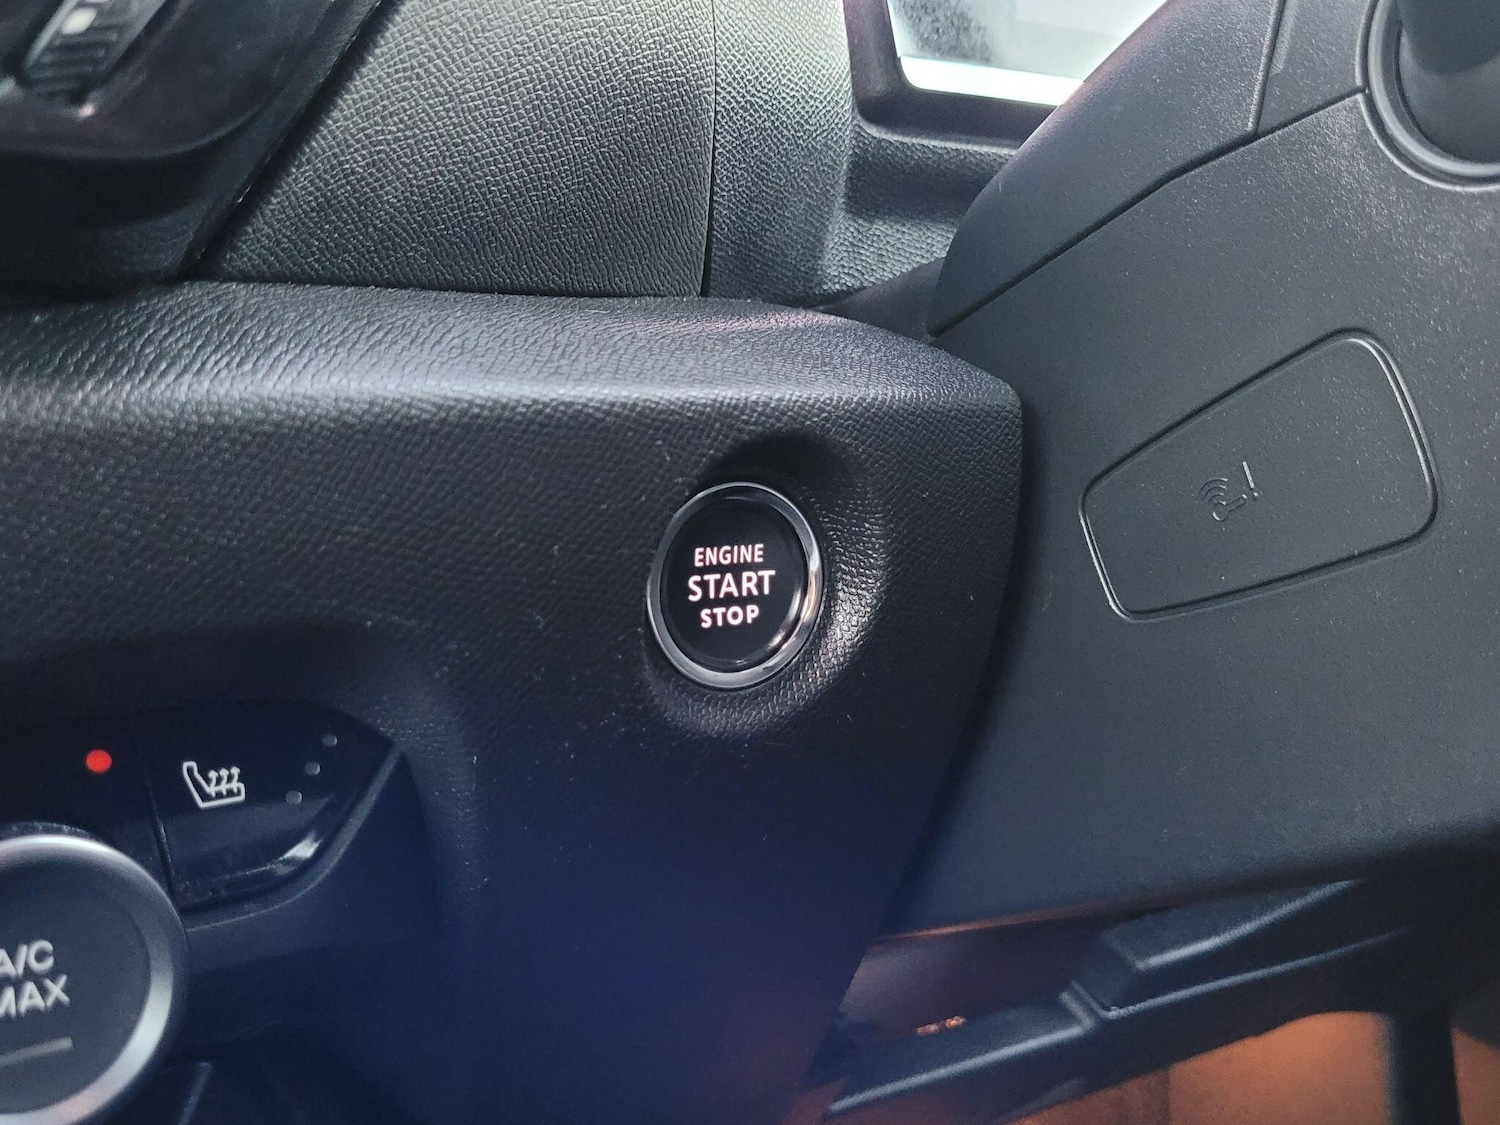 ENGINE
START
STOP
A/C
MAX